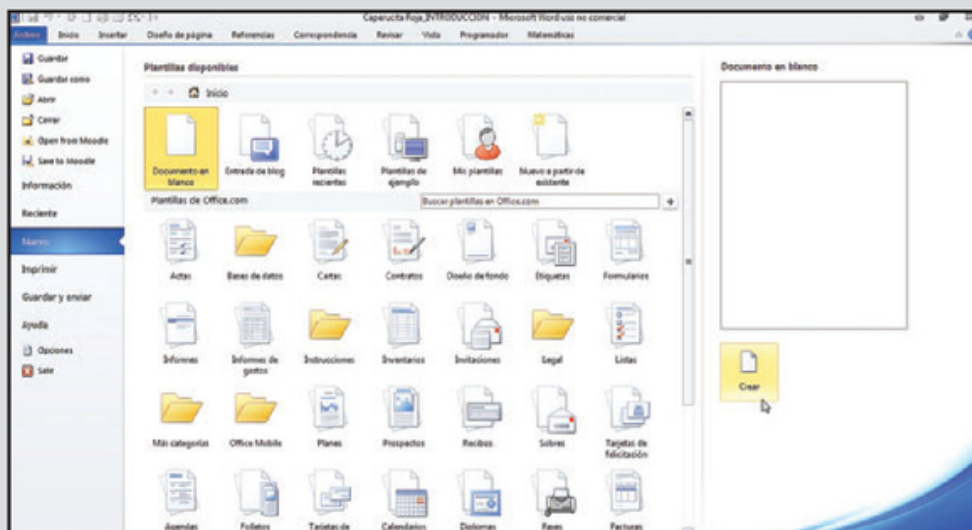 Caperucita Roja_INTRODUCCION - Microsoft Word uso no comercial
Archivo Inicio Insertar Diseño de página Referencias Correspondencia Revisar Vista Programador Matemáticas
Guardar
Guardar como
Abrir
Cerrar
Open from Moodle
Save to Moodle
Información
Reciente
Nuevo
Imprimir
Guardar y enviar
Ayuda
Opciones
Salir
Plantillas disponibles
Inicio
Documento en blanco
Entrada de blog
Plantillas recientes
Plantillas de ejemplo
Mis plantillas
Nuevo a partir de existente
Plantillas de Office.com
Buscar plantillas en Office.com
Actas
Bases de datos
Cartas
Contratos
Diseño de fondo
Etiquetas
Formularios
Informes
Informes de gastos
Instrucciones
Inventarios
Invitaciones
Legal
Listas
Más categorías
Office Mobile
Planes
Prospectos
Recibos
Sobres
Tarjetas de felicitación
Agendas
Folletos
Tarjetas de
Calendarios
Diplomas
Faxes
Facturas
Documento en blanco
Crear